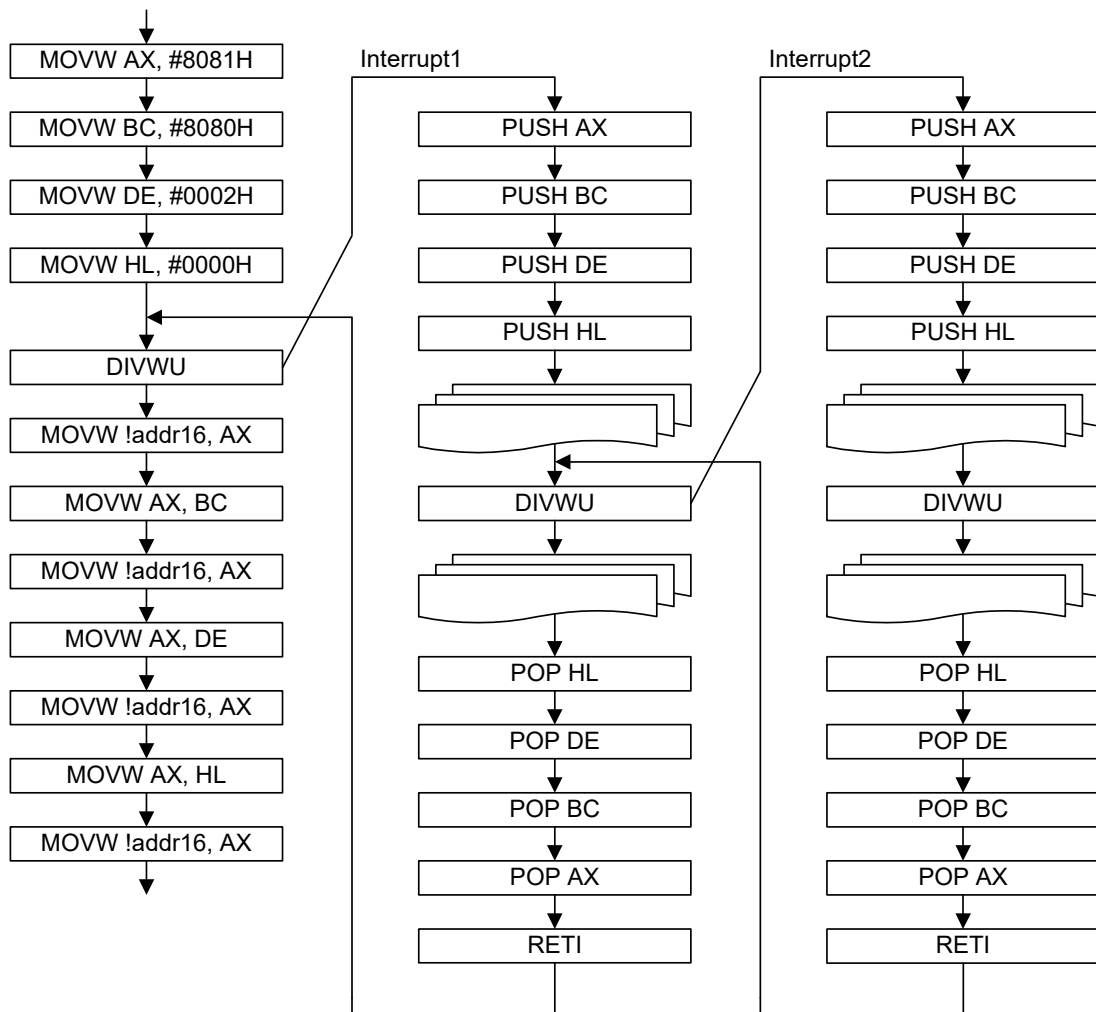 MOVW AX, #8081H
MOVW BC, #8080H
MOVW DE, #0002H
MOVW HL, #0000H
DIVWU
MOVW !addr16, AX
MOVW AX, BC
MOVW !addr16, AX
MOVW AX, DE
MOVW !addr16, AX
MOVW AX, HL
MOVW !addr16, AX
Interrupt1
PUSH AX
PUSH BC
PUSH DE
PUSH HL
DIVWU
POP HL
POP DE
POP BC
POP AX
RETI
Interrupt2
PUSH AX
PUSH BC
PUSH DE
PUSH HL
DIVWU
POP HL
POP DE
POP BC
POP AX
RETI